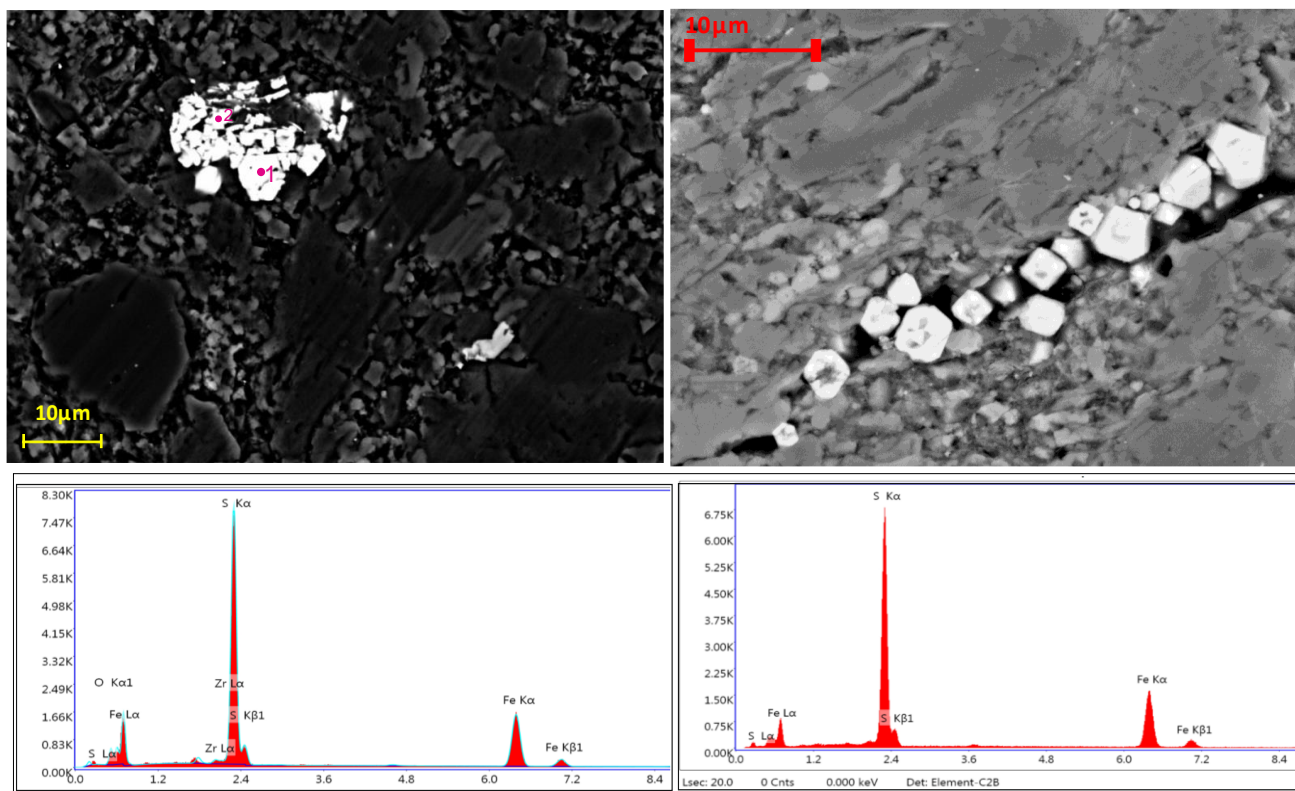 10μm
2
1
10μm
10μm
8.30K
7.47K
6.64K
5.81K
4.98K
4.15K
3.32K
2.49K
1.66K
0.83K
0.00K
S Kα
O Kα1
Zr Lα
Fe Lα
S Kβ1
Fe Kα
S Lα
Zr Lα
Fe Kβ1
0.0 1.2 2.4 3.6 4.8 6.0 7.2 8.4
6.75K
6.00K
5.25K
4.50K
3.75K
3.00K
2.25K
1.50K
0.75K
0.00K
S Kα
Fe Kα
Fe Lα
S Kβ1
Fe Kβ1
S Lα
0.0 1.2 2.4 3.6 4.8 6.0 7.2 8.4
Lsec: 20.0 0 Cnts 0.000 keV Det: Element-C2B